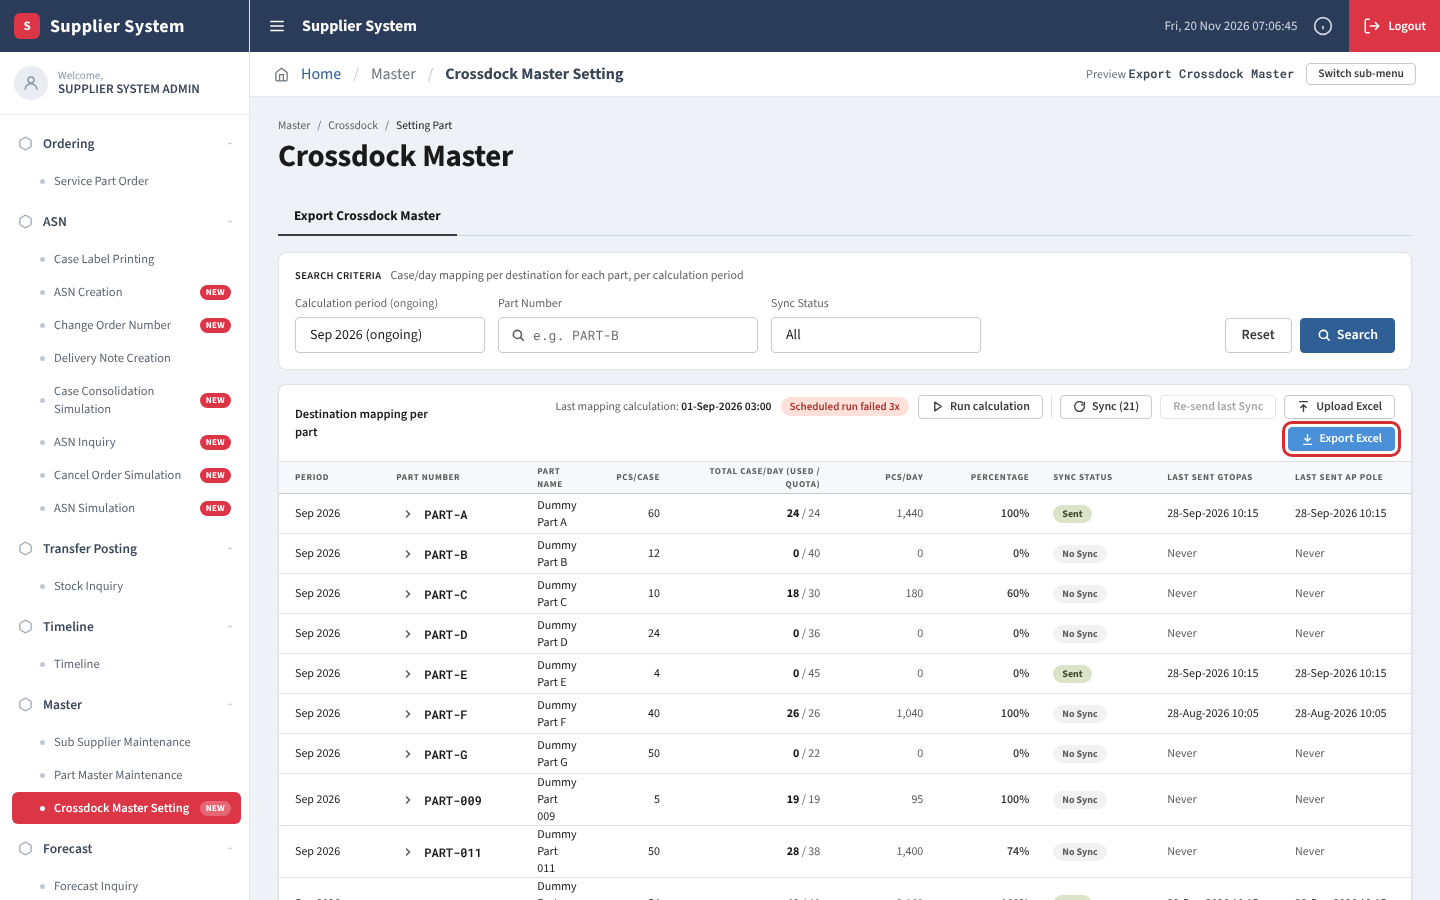 S Supplier System
Supplier System
Fri, 20 Nov 2026 07:06:45
Logout
Welcome,
SUPPLIER SYSTEM ADMIN
Home / Master / Crossdock Master Setting
Preview Export Crossdock Master
Switch sub-menu
Ordering
Service Part Order
ASN
Case Label Printing
ASN Creation NEW
Change Order Number NEW
Delivery Note Creation
Case Consolidation
Simulation NEW
ASN Inquiry NEW
Cancel Order Simulation NEW
ASN Simulation NEW
Transfer Posting
Stock Inquiry
Timeline
Timeline
Master
Sub Supplier Maintenance
Part Master Maintenance
Crossdock Master Setting NEW
Forecast
Forecast Inquiry
Master / Crossdock / Setting Part
Crossdock Master
Export Crossdock Master
SEARCH CRITERIA Case/day mapping per destination for each part, per calculation period
Calculation period (ongoing) Part Number Sync Status
Sep 2026 (ongoing) e.g. PART-B All Reset Search
Destination mapping per
part
Last mapping calculation: 01-Sep-2026 03:00 Scheduled run failed 3x Run calculation Sync (21) Re-send last Sync Upload Excel
Export Excel
PERIOD PART NUMBER PART NAME PCS/CASE TOTAL CASE/DAY (USED / QUOTA) PCS/DAY PERCENTAGE SYNC STATUS LAST SENT GTOPAS LAST SENT AP POLE
Sep 2026 PART-A Dummy Part A 60 24 / 24 1,440 100% Sent 28-Sep-2026 10:15 28-Sep-2026 10:15
Sep 2026 PART-B Dummy Part B 12 0 / 40 0 0% No Sync Never Never
Sep 2026 PART-C Dummy Part C 10 18 / 30 180 60% No Sync Never Never
Sep 2026 PART-D Dummy Part D 24 0 / 36 0 0% No Sync Never Never
Sep 2026 PART-E Dummy Part E 4 0 / 45 0 0% Sent 28-Sep-2026 10:15 28-Sep-2026 10:15
Sep 2026 PART-F Dummy Part F 40 26 / 26 1,040 100% No Sync 28-Aug-2026 10:05 28-Aug-2026 10:05
Sep 2026 PART-G Dummy Part G 50 0 / 22 0 0% No Sync Never Never
Sep 2026 PART-009 Dummy Part 009 5 19 / 19 95 100% No Sync Never Never
Sep 2026 PART-011 Dummy Part 011 50 28 / 38 1,400 74% No Sync Never Never
Dummy